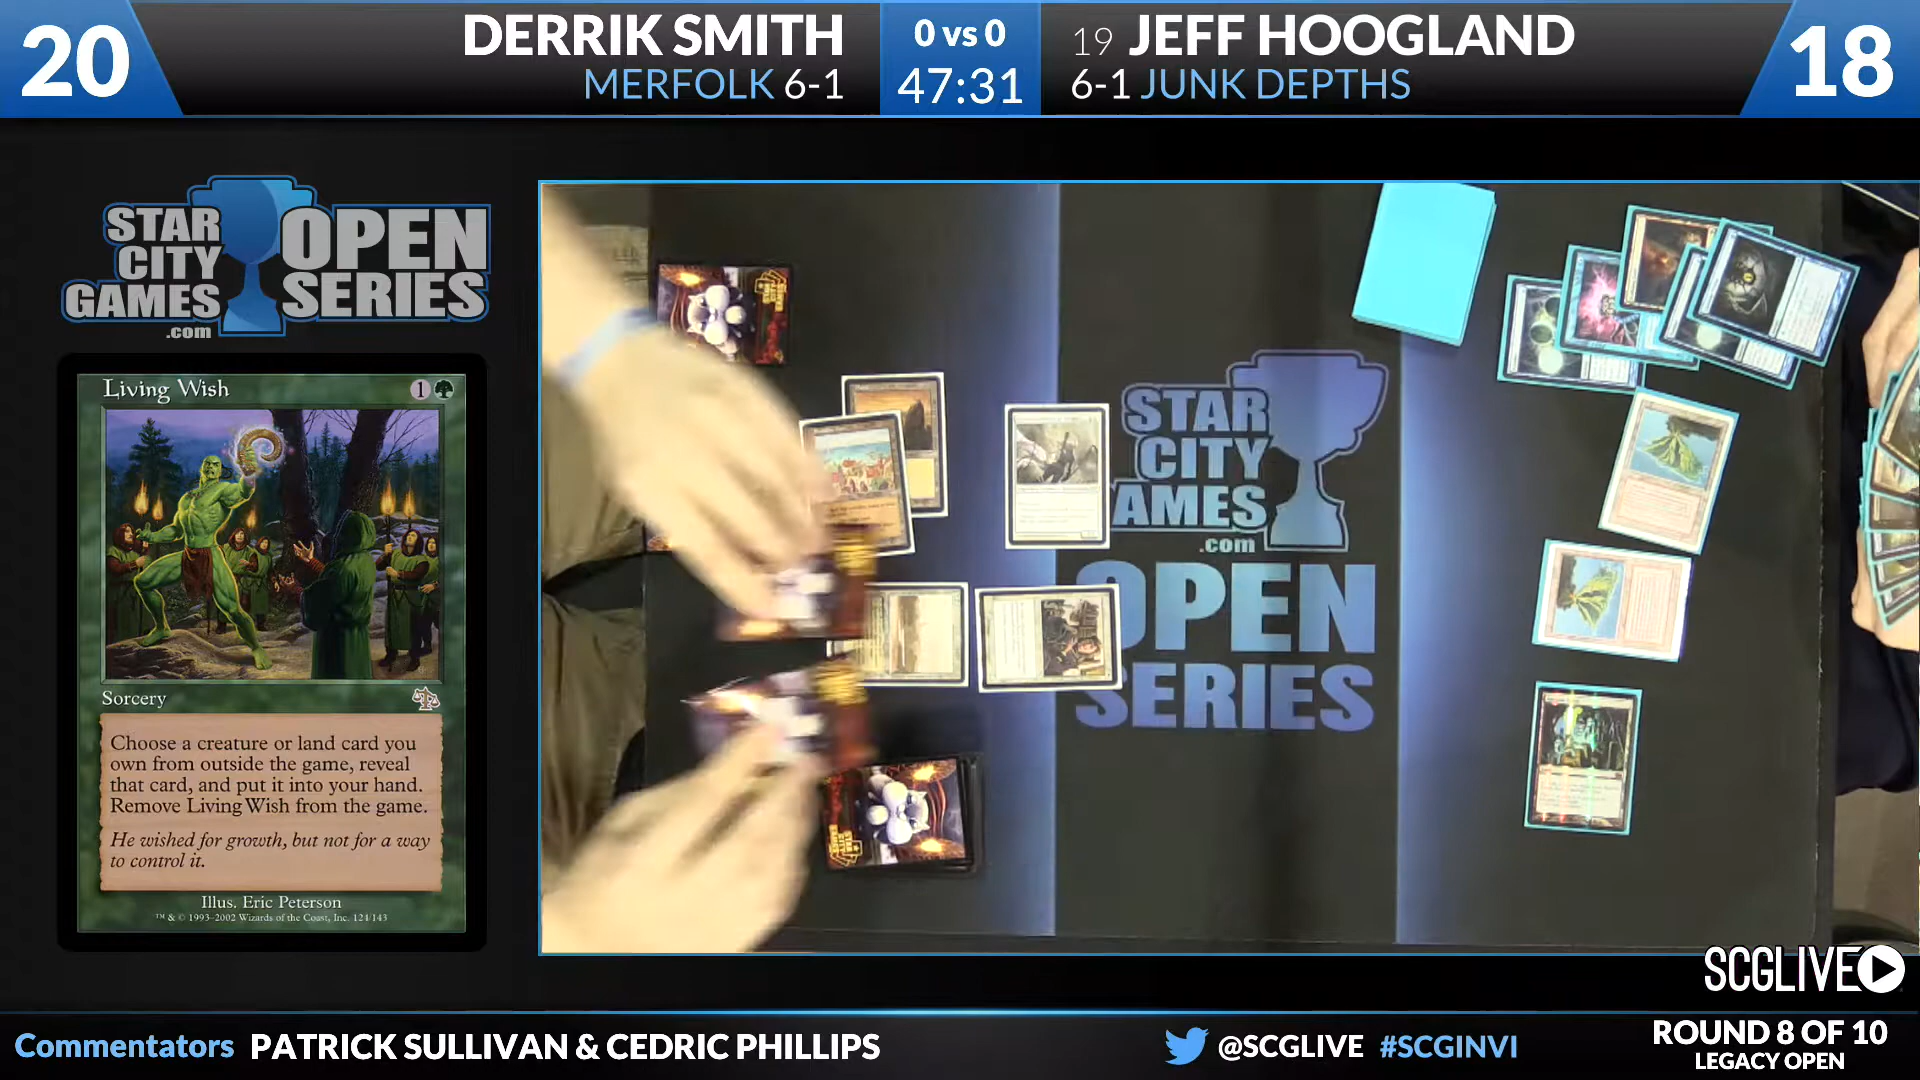 20
DERRIK SMITH
MERFOLK 6-1
0 vs 0
47:31
19 JEFF HOOGLAND
6-1 JUNK DEPTHS
18
STAR
CITY
GAMES
.com
OPEN
SERIES
Living Wish 1
Sorcery
Choose a creature or land card you
own from outside the game, reveal
that card, and put it into your hand.
Remove Living Wish from the game.
He wished for growth, but not for a way
to control it.
Illus. Eric Peterson
™ & © 1993–2002 Wizards of the Coast, Inc. 124/143
STAR
CITY
AMES
.com
OPEN
SERIES
SCGLIVE
Commentators PATRICK SULLIVAN & CEDRIC PHILLIPS
@SCGLIVE #SCGINVI
ROUND 8 OF 10
LEGACY OPEN